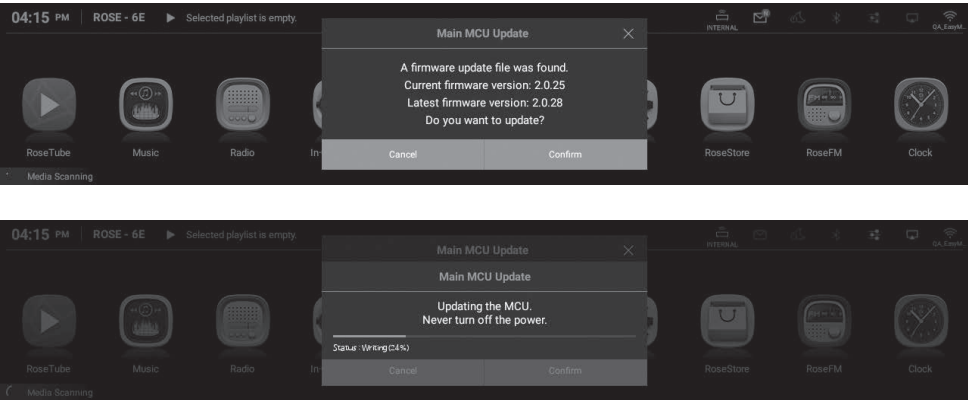 04:15 PM ROSE - 6E Selected playlist is empty.
INTERNAL
N
QA_EasyM..
Main MCU Update
A firmware update file was found.
Current firmware version: 2.0.25
Latest firmware version: 2.0.28
Do you want to update?
Cancel Confirm
RoseTube Music Radio In- RoseStore RoseFM Clock
Media Scanning
04:15 PM ROSE - 6E Selected playlist is empty.
INTERNAL
QA_EasyM..
Main MCU Update
Main MCU Update
Updating the MCU.
Never turn off the power.
Status : Writing(24%)
Cancel Confirm
RoseTube Music Radio In- RoseStore RoseFM Clock
Media Scanning